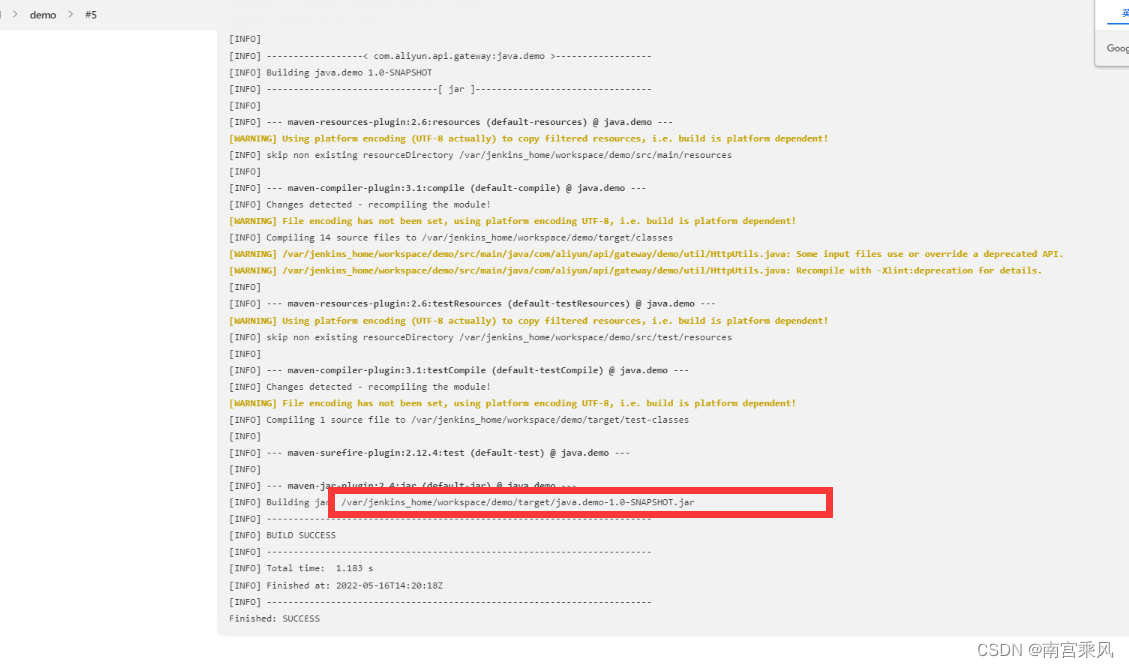 demo > #5
英
Goog
[INFO]
[INFO] ------------------< com.aliyun.api.gateway:java.demo >------------------
[INFO] Building java.demo 1.0-SNAPSHOT
[INFO] --------------------------------[ jar ]---------------------------------
[INFO]
[INFO] --- maven-resources-plugin:2.6:resources (default-resources) @ java.demo ---
[WARNING] Using platform encoding (UTF-8 actually) to copy filtered resources, i.e. build is platform dependent!
[INFO] skip non existing resourceDirectory /var/jenkins_home/workspace/demo/src/main/resources
[INFO]
[INFO] --- maven-compiler-plugin:3.1:compile (default-compile) @ java.demo ---
[INFO] Changes detected - recompiling the module!
[WARNING] File encoding has not been set, using platform encoding UTF-8, i.e. build is platform dependent!
[INFO] Compiling 14 source files to /var/jenkins_home/workspace/demo/target/classes
[WARNING] /var/jenkins_home/workspace/demo/src/main/java/com/aliyun/api/gateway/demo/util/HttpUtils.java: Some input files use or override a deprecated API.
[WARNING] /var/jenkins_home/workspace/demo/src/main/java/com/aliyun/api/gateway/demo/util/HttpUtils.java: Recompile with -Xlint:deprecation for details.
[INFO]
[INFO] --- maven-resources-plugin:2.6:testResources (default-testResources) @ java.demo ---
[WARNING] Using platform encoding (UTF-8 actually) to copy filtered resources, i.e. build is platform dependent!
[INFO] skip non existing resourceDirectory /var/jenkins_home/workspace/demo/src/test/resources
[INFO]
[INFO] --- maven-compiler-plugin:3.1:testCompile (default-testCompile) @ java.demo ---
[INFO] Changes detected - recompiling the module!
[WARNING] File encoding has not been set, using platform encoding UTF-8, i.e. build is platform dependent!
[INFO] Compiling 1 source file to /var/jenkins_home/workspace/demo/target/test-classes
[INFO]
[INFO] --- maven-surefire-plugin:2.12.4:test (default-test) @ java.demo ---
[INFO]
[INFO] --- maven-jar-plugin:2.4:jar (default-jar) @ java.demo ---
[INFO] Building jar /var/jenkins_home/workspace/demo/target/java.demo-1.0-SNAPSHOT.jar
[INFO] ------------------------------------------------------------------------
[INFO] BUILD SUCCESS
[INFO] ------------------------------------------------------------------------
[INFO] Total time:  1.183 s
[INFO] Finished at: 2022-05-16T14:20:18Z
[INFO] ------------------------------------------------------------------------
Finished: SUCCESS
CSDN @南宫乘风